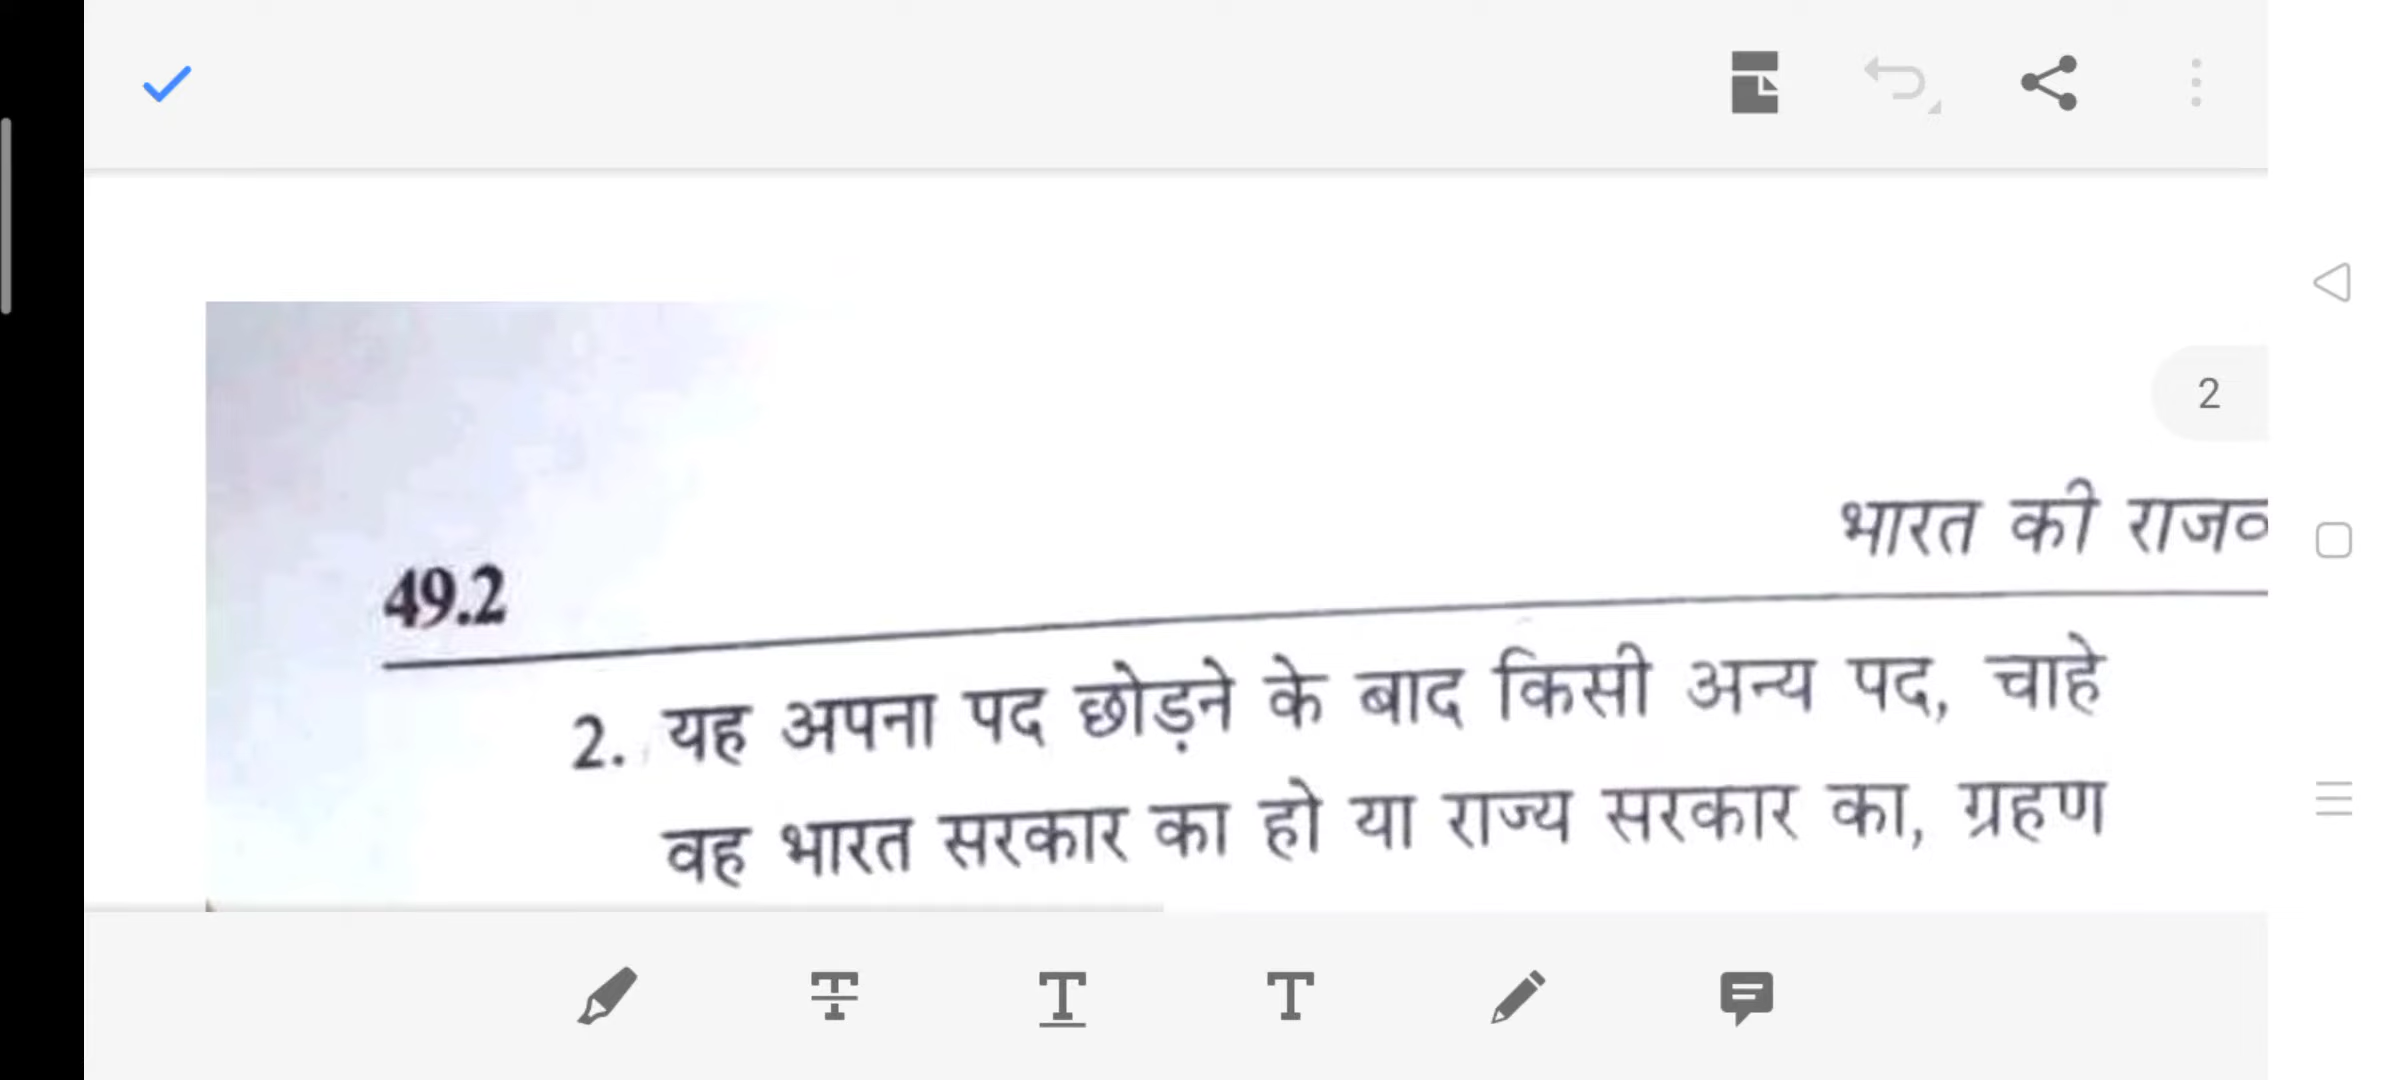 2
भारत की
49.2
2. यह अपना पद छोड़ने के बाद किसी अन्य पद, चाहे
वह भारत सरकार का हो या राज्य सरकार का, ग्रहण